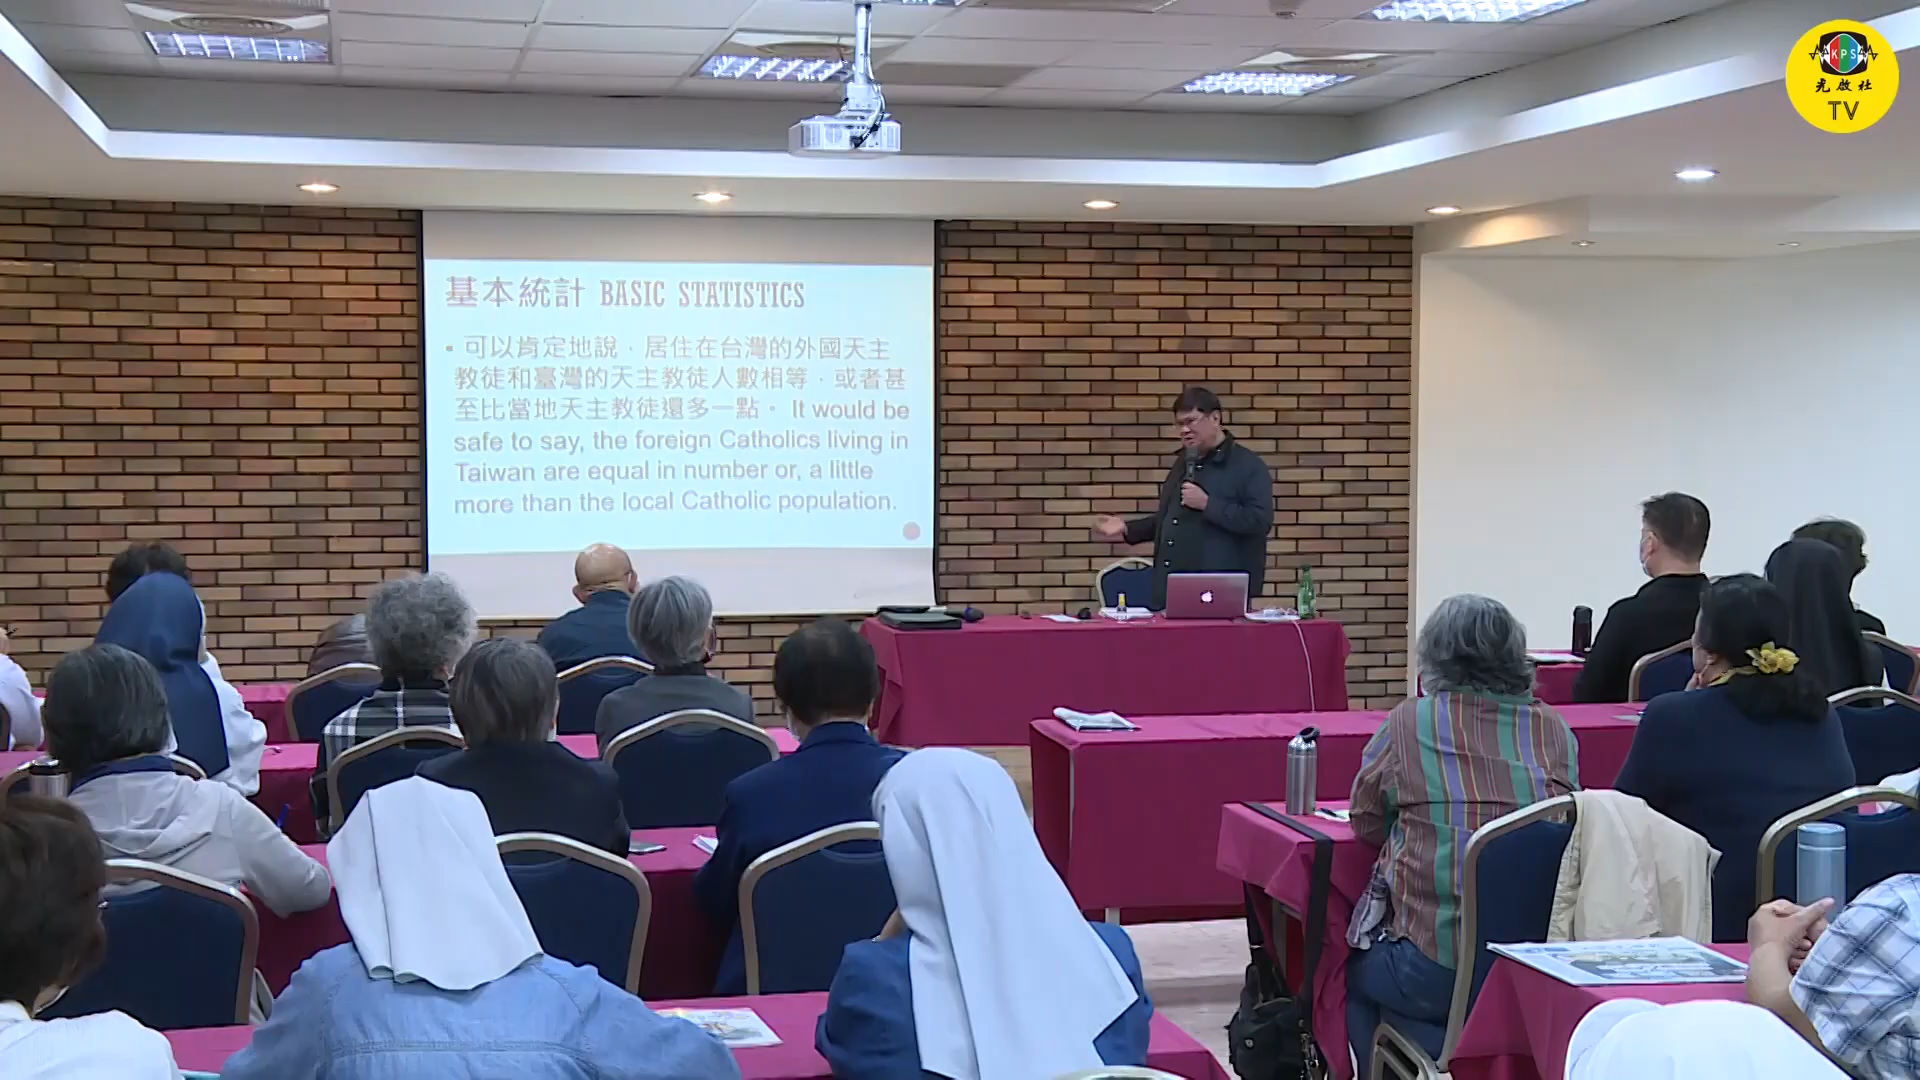 KPS
光啟社
TV
基本統計 BASIC STATISTICS
▪ 可以肯定地說，居住在台灣的外國天主
教徒和臺灣的天主教徒人數相等，或者甚
至比當地天主教徒還多一點。 It would be
safe to say, the foreign Catholics living in
Taiwan are equal in number or, a little
more than the local Catholic population.